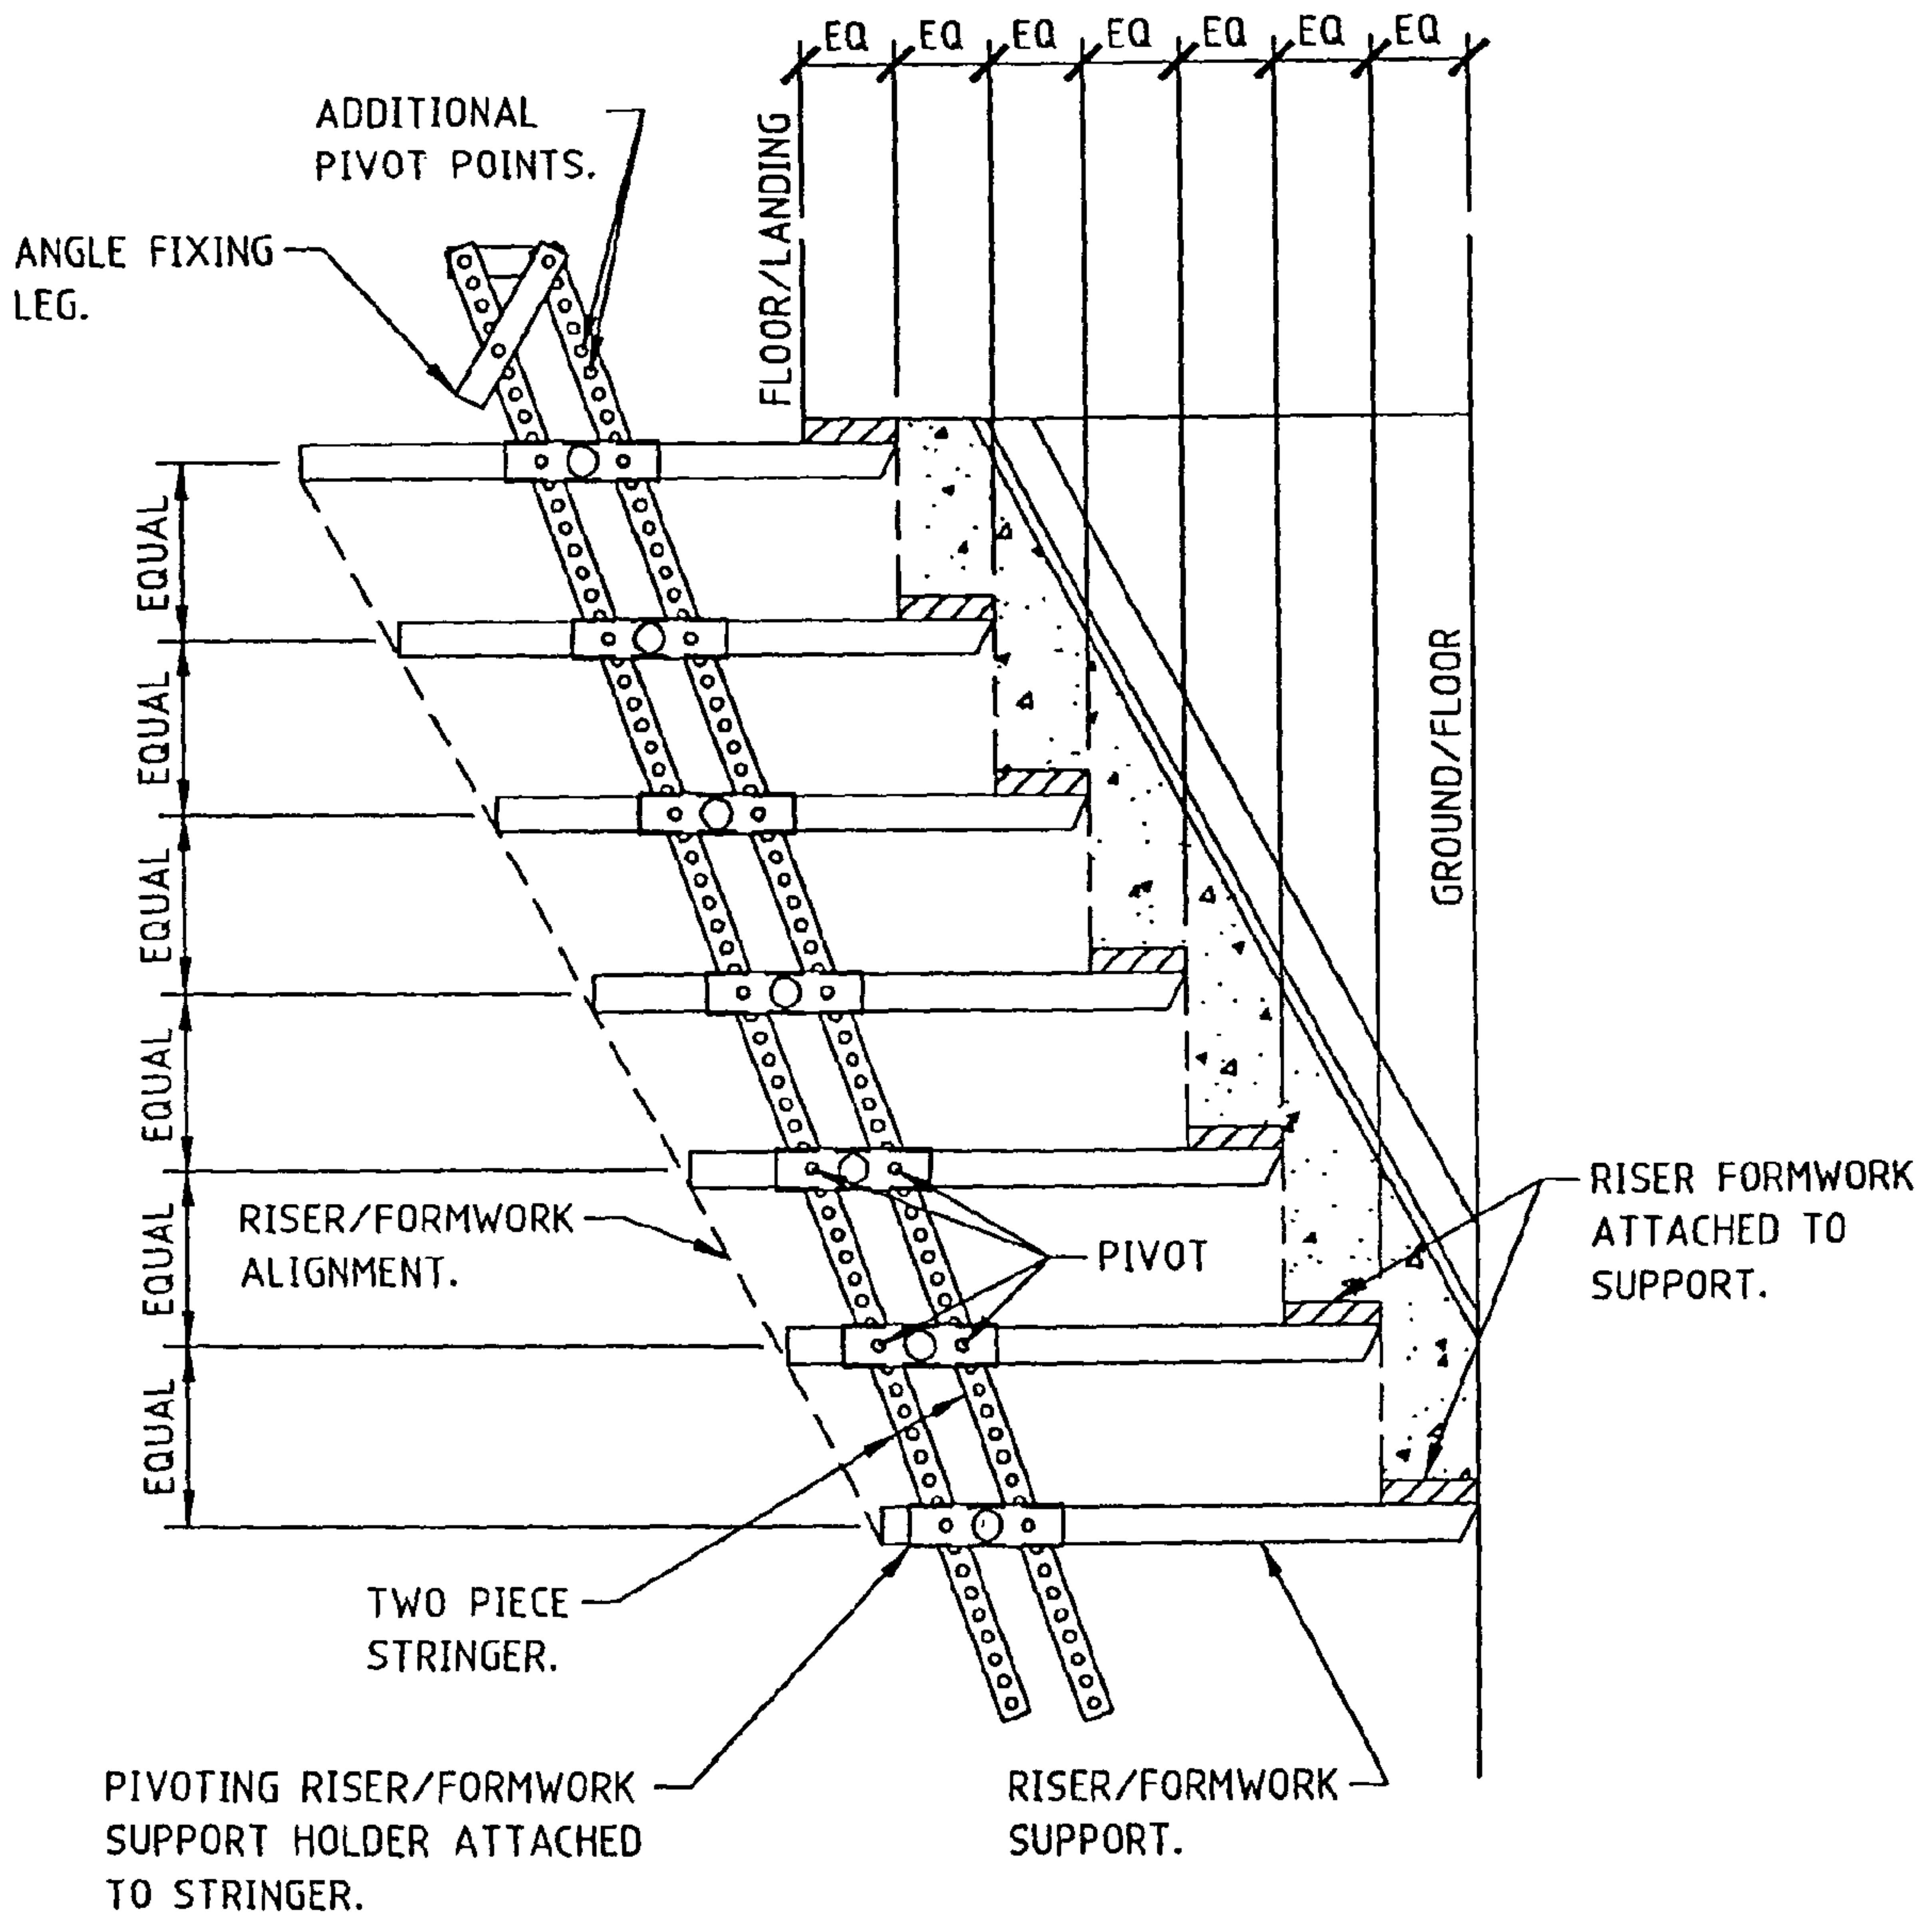 EQ EQ EQ EQ EQ EQ EQ
ADDITIONAL
PIVOT POINTS.
ANGLE FIXING
LEG.
FLOOR/LANDING
EQUAL
EQUAL
EQUAL
EQUAL
EQUAL
EQUAL
GROUND/FLOOR
RISER/FORMWORK
ALIGNMENT.
PIVOT
RISER FORMWORK
ATTACHED TO
SUPPORT.
TWO PIECE
STRINGER.
PIVOTING RISER/FORMWORK
SUPPORT HOLDER ATTACHED
TO STRINGER.
RISER/FORMWORK
SUPPORT.